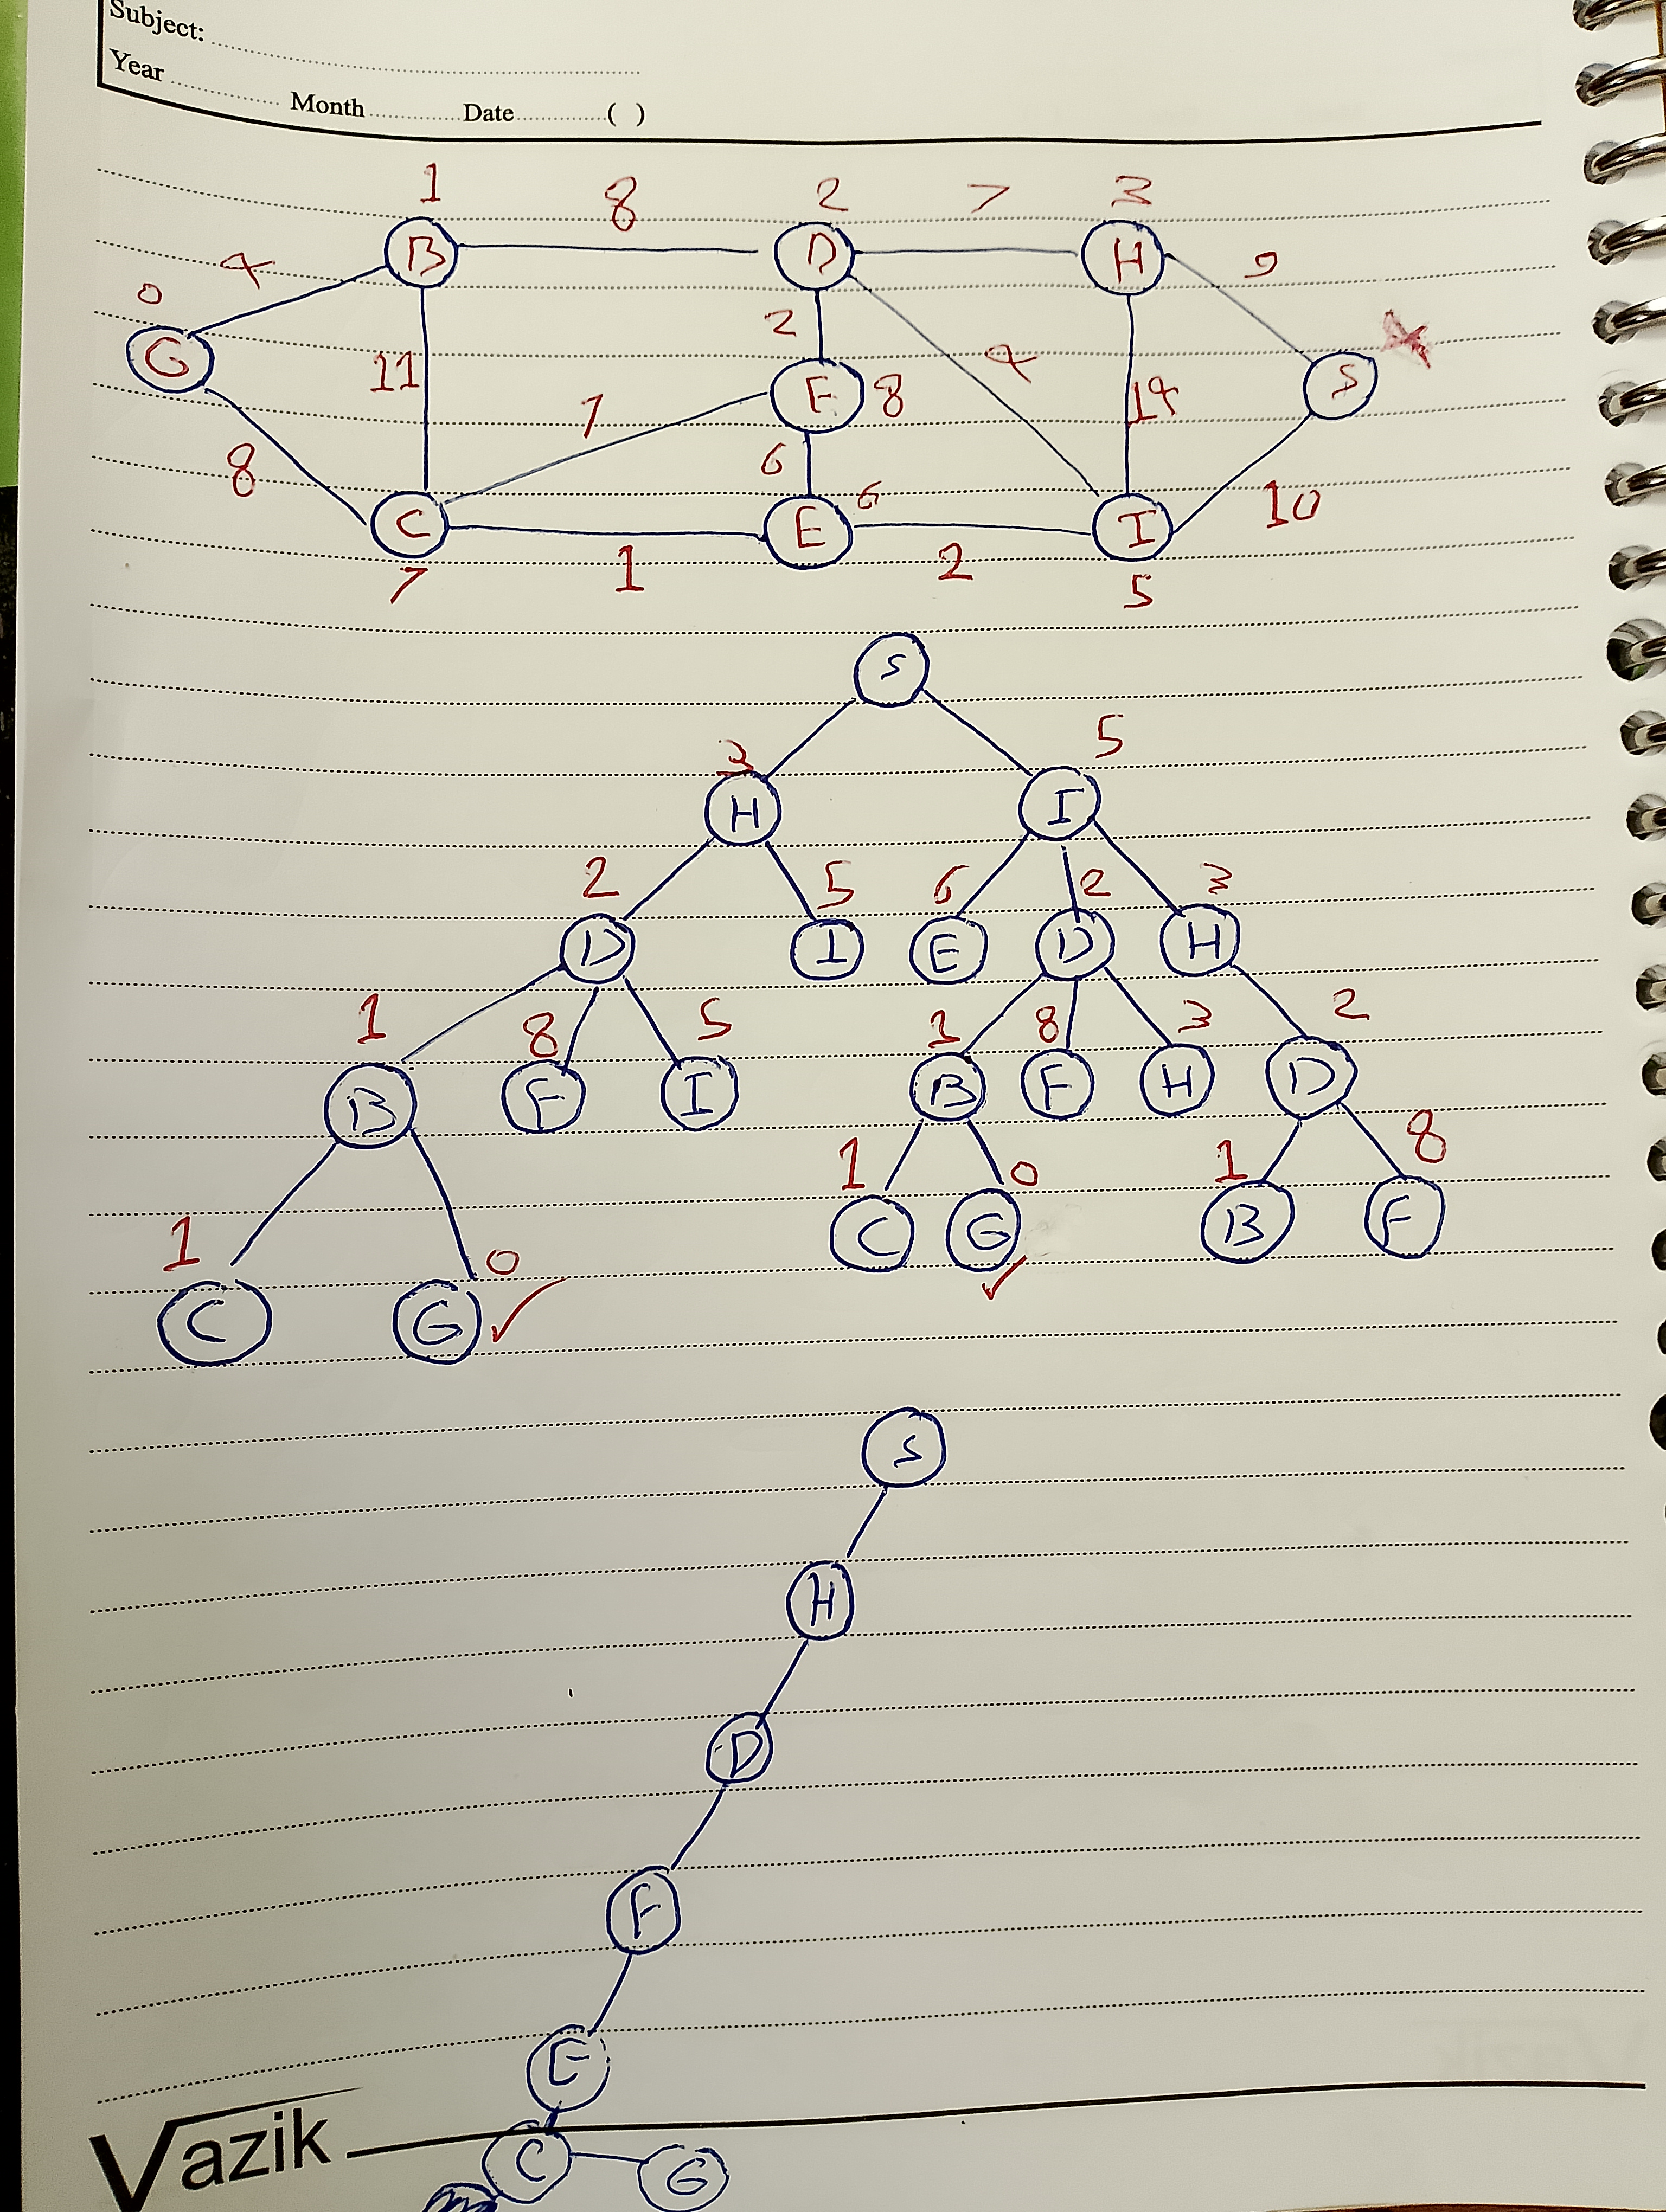 Subject:
Year Month Date ( )
1 8 2 7 3
B D H
4 9
0
2
G 11 F 8 4 14 S
7
8 6
6
C E I 10
7 1 2 5
S
3 5
H I
2 5 6 2 3
D I E D H
1 8 5 1 8 3 2
B F I B F H D
1 0 1 8
C G B F
1 0
C G
S
H
D
F
E
C G
Vazik